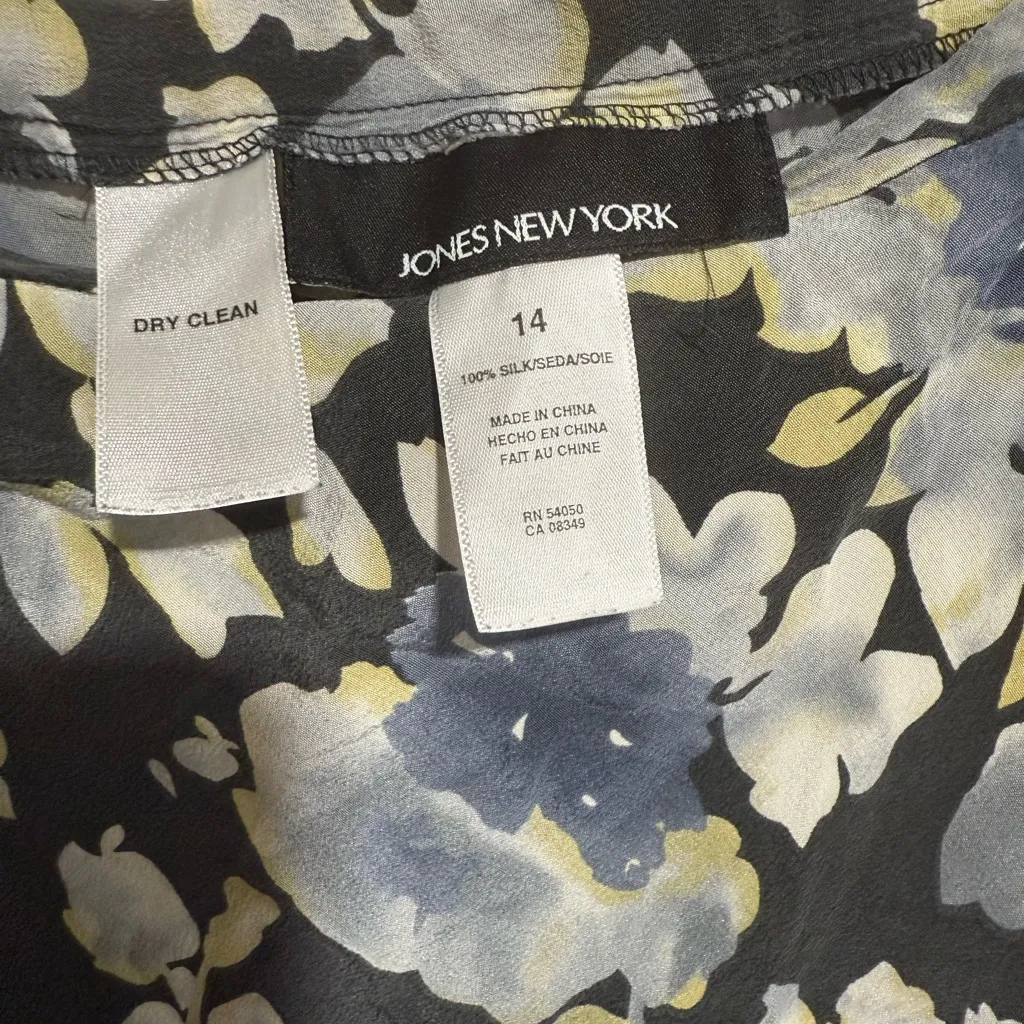 JONES NEW YORK
DRY CLEAN
14
100% SILK/SEDA/SOIE
MADE IN CHINA
HECHO EN CHINA
FAIT AU CHINE
RN 54050
CA 08349